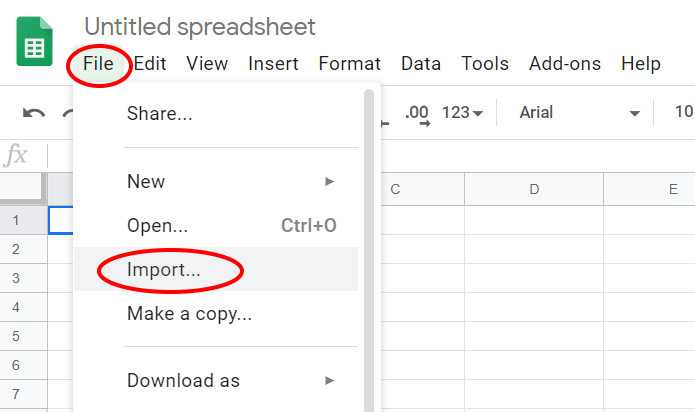 Untitled spreadsheet
File Edit View Insert Format Data Tools Add-ons Help
Share...
.00 123 Arial 10
fx
New
C D E
1
Open... Ctrl+O
2
Import...
3
Make a copy...
4
5
6
Download as
7